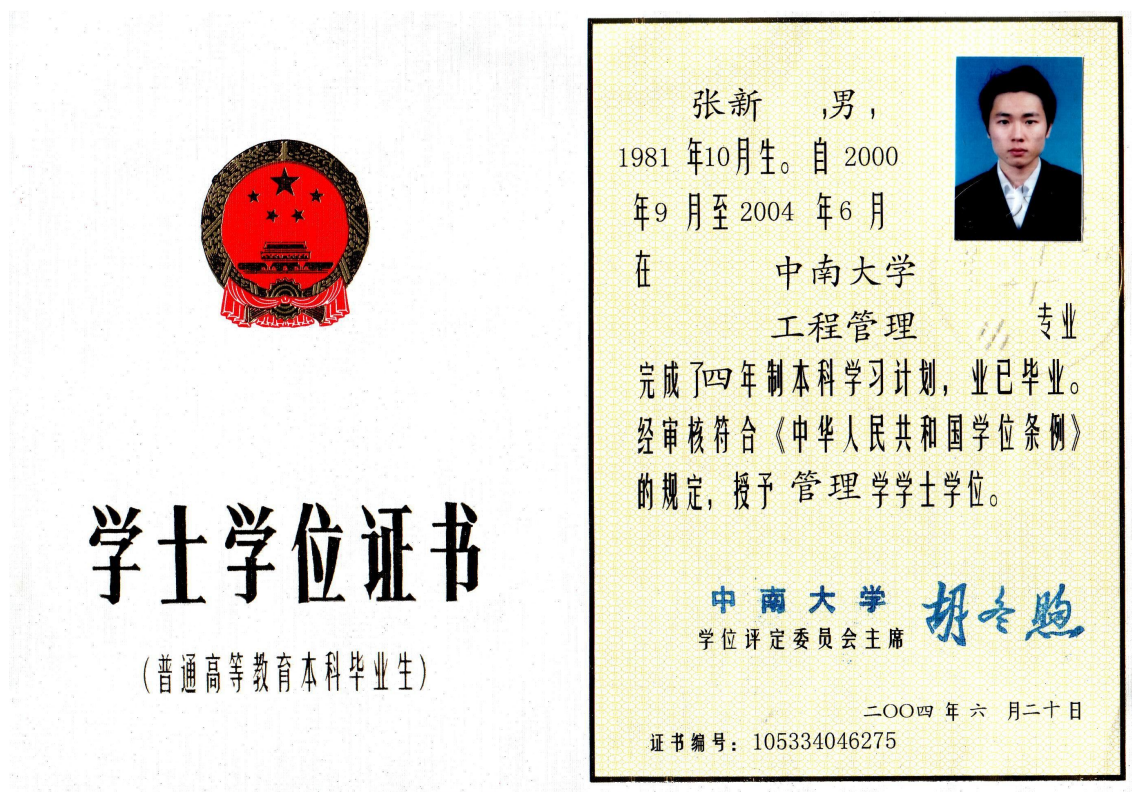 学士学位证书
(普通高等教育本科毕业生)
张新 ,男,
1981 年10月生。自 2000
年9 月至 2004 年6 月
在 中南大学
工程管理 专业
完成了四年制本科学习计划，业已毕业。
经审核符合《中华人民共和国学位条例》
的规定，授予 管理 学学士学位。
中南大学 胡冬煦
学位评定委员会主席
二〇〇四 年 六 月二十日
证书编号：105334046275